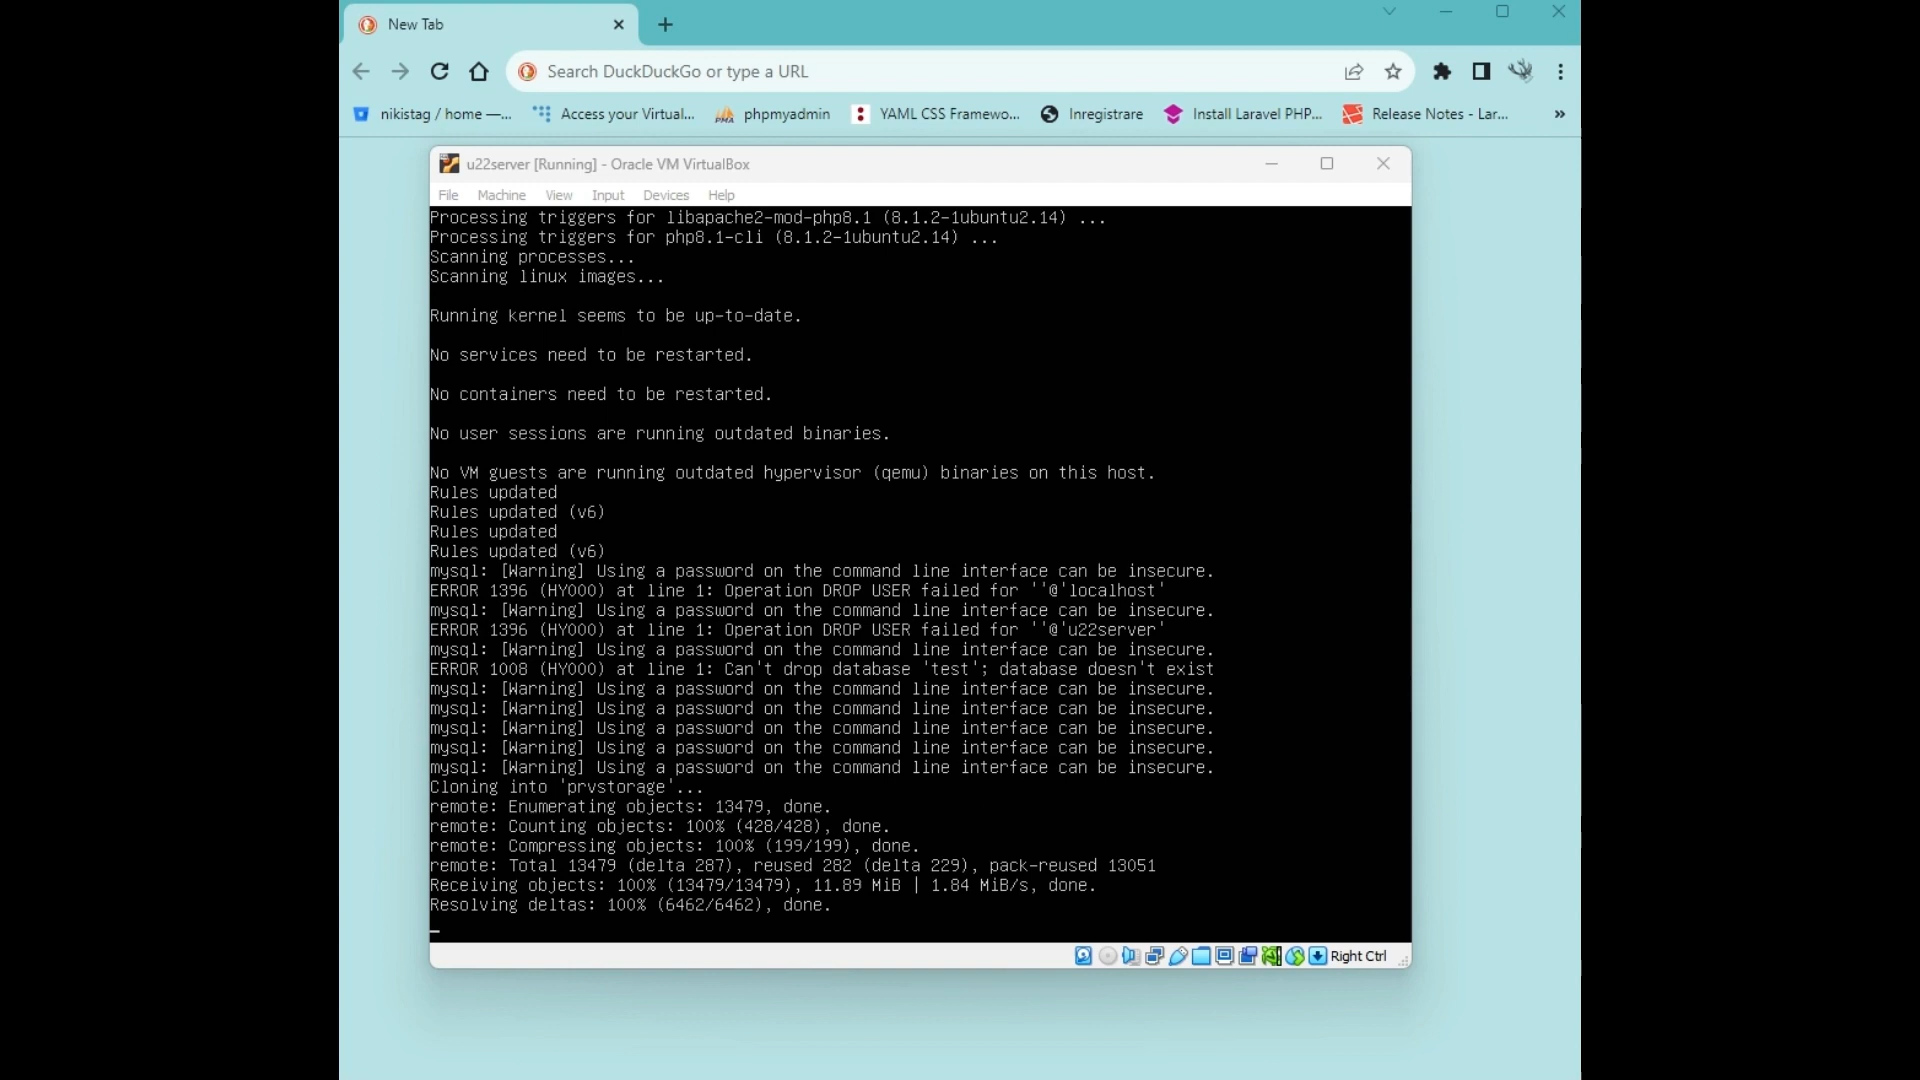 New Tab
Search DuckDuckGo or type a URL
nikistag / home —...
Access your Virtual...
phpmyadmin
YAML CSS Framewo...
Inregistrare
Install Laravel PHP...
Release Notes - Lar...
»
u22server [Running] - Oracle VM VirtualBox
File Machine View Input Devices Help
Processing triggers for libapache2-mod-php8.1 (8.1.2-1ubuntu2.14) ...
Processing triggers for php8.1-cli (8.1.2-1ubuntu2.14) ...
Scanning processes...
Scanning linux images...
Running kernel seems to be up-to-date.
No services need to be restarted.
No containers need to be restarted.
No user sessions are running outdated binaries.
No VM guests are running outdated hypervisor (qemu) binaries on this host.
Rules updated
Rules updated (v6)
Rules updated
Rules updated (v6)
mysql: [Warning] Using a password on the command line interface can be insecure.
ERROR 1396 (HY000) at line 1: Operation DROP USER failed for ''@'localhost'
mysql: [Warning] Using a password on the command line interface can be insecure.
ERROR 1396 (HY000) at line 1: Operation DROP USER failed for ''@'u22server'
mysql: [Warning] Using a password on the command line interface can be insecure.
ERROR 1008 (HY000) at line 1: Can't drop database 'test'; database doesn't exist
mysql: [Warning] Using a password on the command line interface can be insecure.
mysql: [Warning] Using a password on the command line interface can be insecure.
mysql: [Warning] Using a password on the command line interface can be insecure.
mysql: [Warning] Using a password on the command line interface can be insecure.
mysql: [Warning] Using a password on the command line interface can be insecure.
Cloning into 'prvstorage'...
remote: Enumerating objects: 13479, done.
remote: Counting objects: 100% (428/428), done.
remote: Compressing objects: 100% (199/199), done.
remote: Total 13479 (delta 287), reused 282 (delta 229), pack-reused 13051
Receiving objects: 100% (13479/13479), 11.89 MiB | 1.84 MiB/s, done.
Resolving deltas: 100% (6462/6462), done.
Right Ctrl